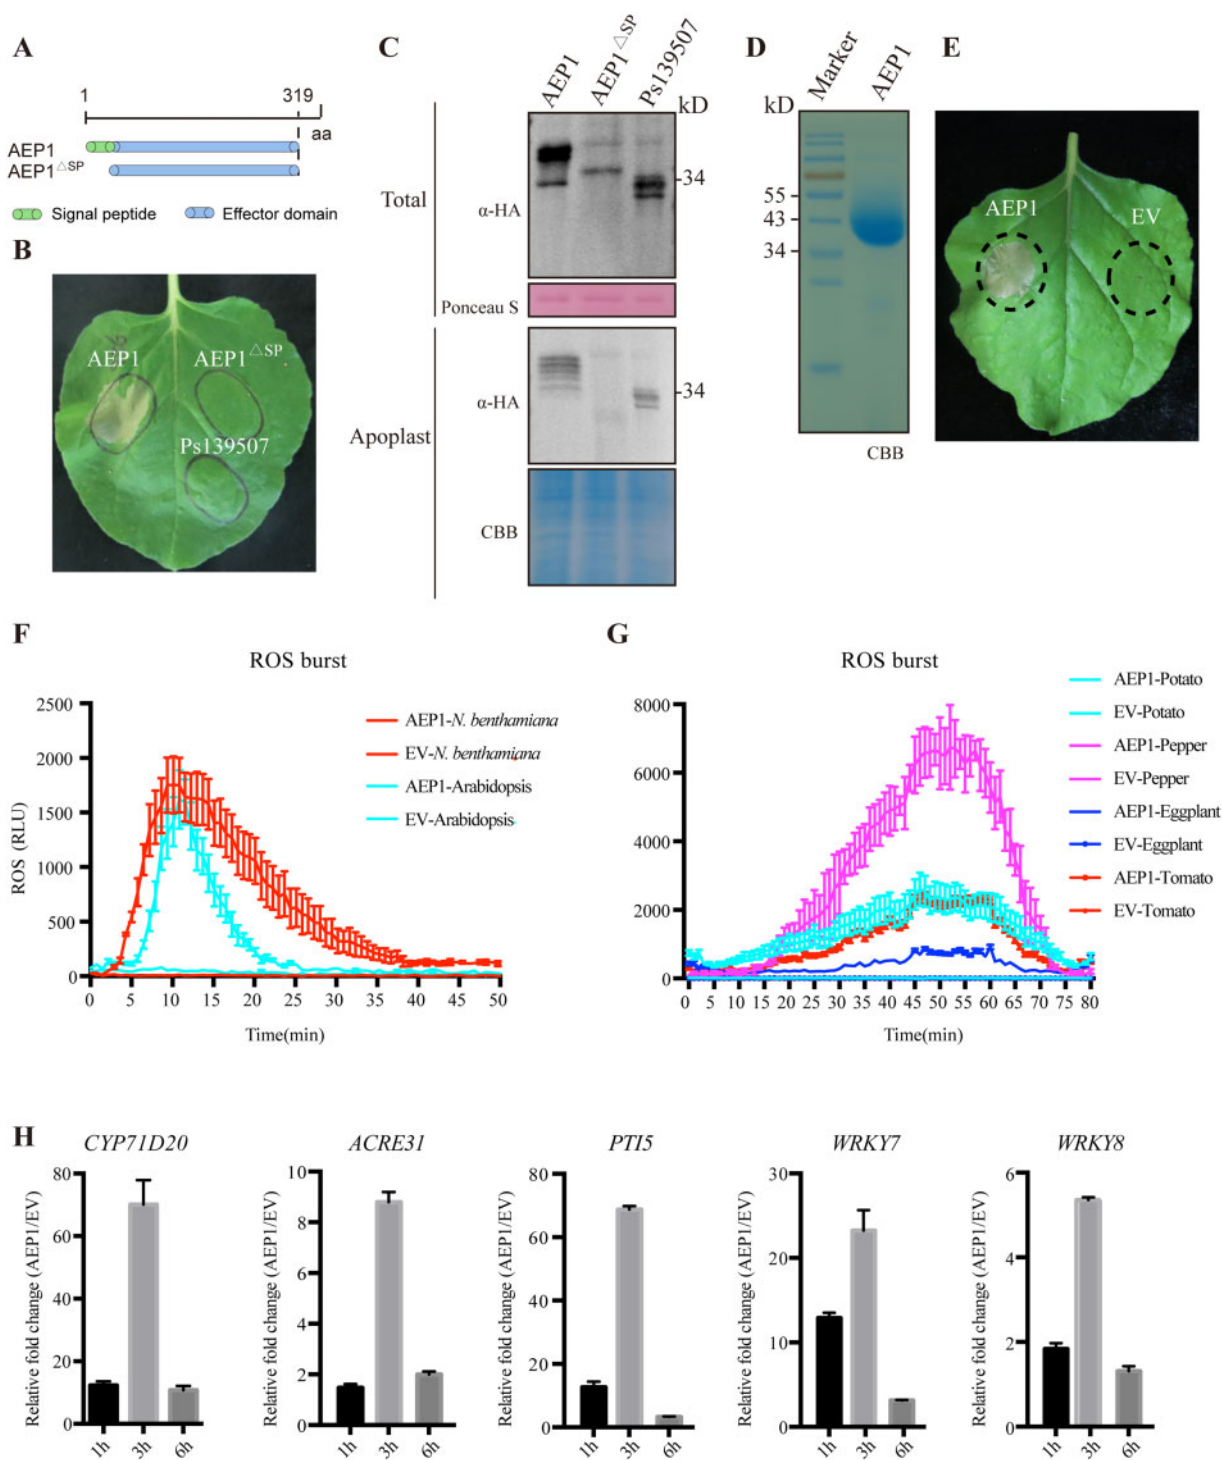 A
1 319
aa
AEP1
AEP1△SP
Signal peptide Effector domain
B
AEP1 AEP1△SP
Ps139507
C
AEP1 AEP1△SP Ps139507
kD
Total
α-HA
34
Ponceau S
Apoplast
α-HA
34
CBB
D
Marker AEP1
kD
55
43
34
CBB
E
AEP1 EV
F
ROS burst
2500
2000
1500
1000
500
0
ROS (RLU)
0 5 10 15 20 25 30 35 40 45 50
Time(min)
AEP1-N. benthamiana
EV-N. benthamiana
AEP1-Arabidopsis
EV-Arabidopsis
G
ROS burst
8000
6000
4000
2000
0
0 5 10 15 20 25 30 35 40 45 50 55 60 65 70 75 80
Time(min)
AEP1-Potato
EV-Potato
AEP1-Pepper
EV-Pepper
AEP1-Eggplant
EV-Eggplant
AEP1-Tomato
EV-Tomato
H
CYP71D20
Relative fold change (AEP1/EV)
80
60
40
20
0
1h 3h 6h
ACRE31
Relative fold change (AEP1/EV)
10
8
6
4
2
0
1h 3h 6h
PTI5
Relative fold change (AEP1/EV)
80
60
40
20
0
1h 3h 6h
WRKY7
Relative fold change (AEP1/EV)
30
20
10
0
1h 3h 6h
WRKY8
Relative fold change (AEP1/EV)
6
4
2
0
1h 3h 6h